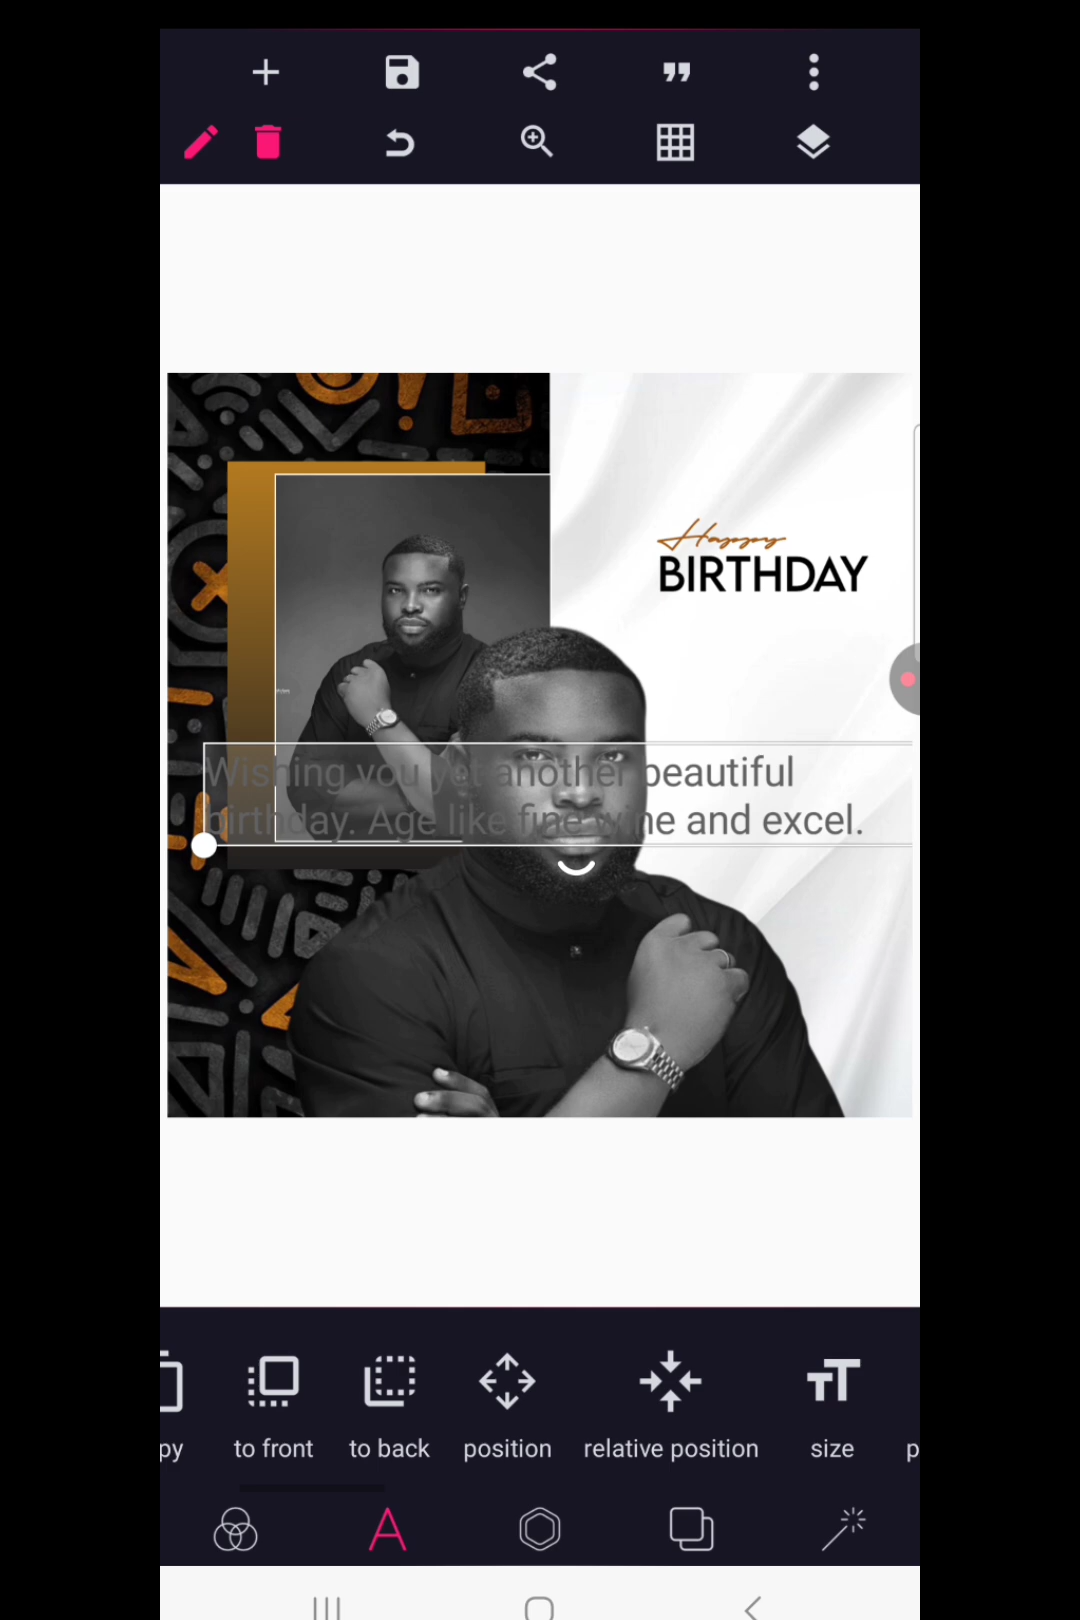 Happy
BIRTHDAY
Wishing you yet another beautiful
birthday. Age like fine wine and excel.
py
to front
to back
position
relative position
size
p